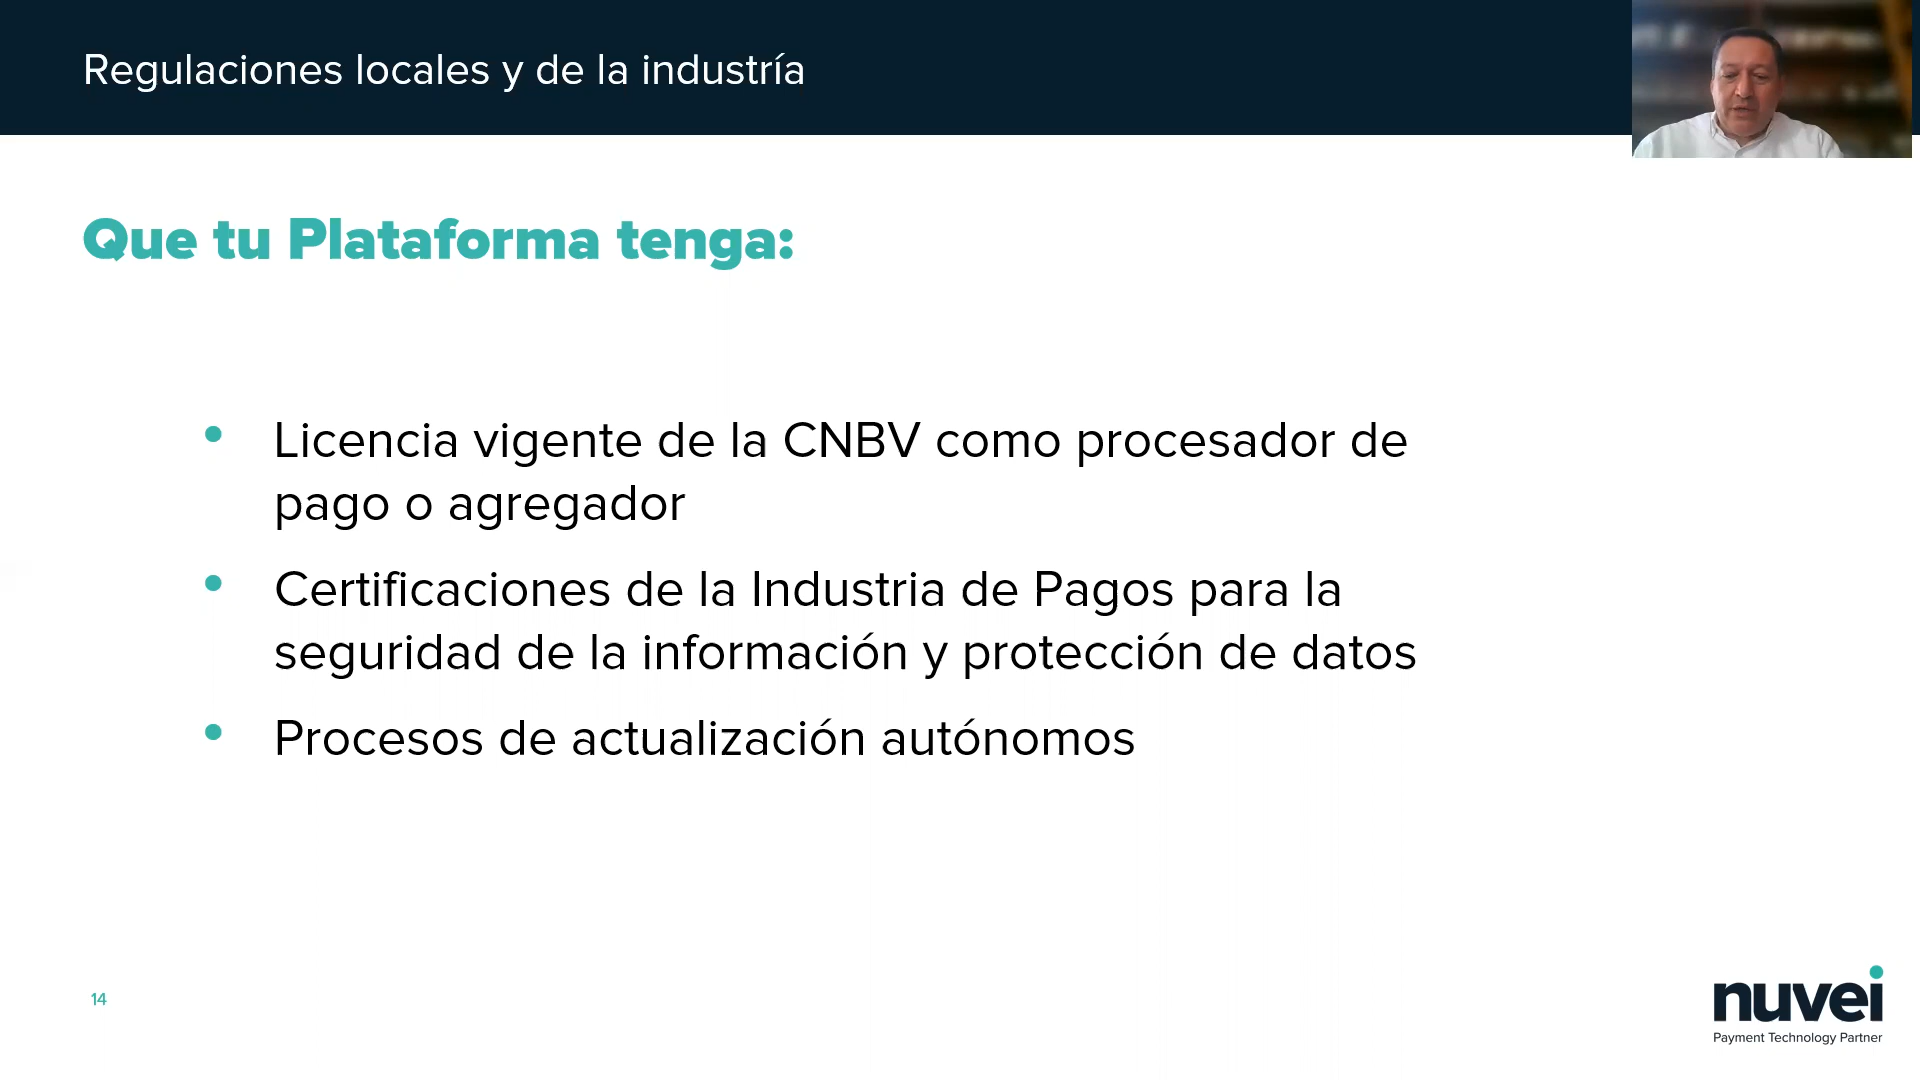 Regulaciones locales y de la industría
Que tu Plataforma tenga:
• Licencia vigente de la CNBV como procesador de
pago o agregador
• Certificaciones de la Industria de Pagos para la
seguridad de la información y protección de datos
• Procesos de actualización autónomos
14
nuvei
Payment Technology Partner